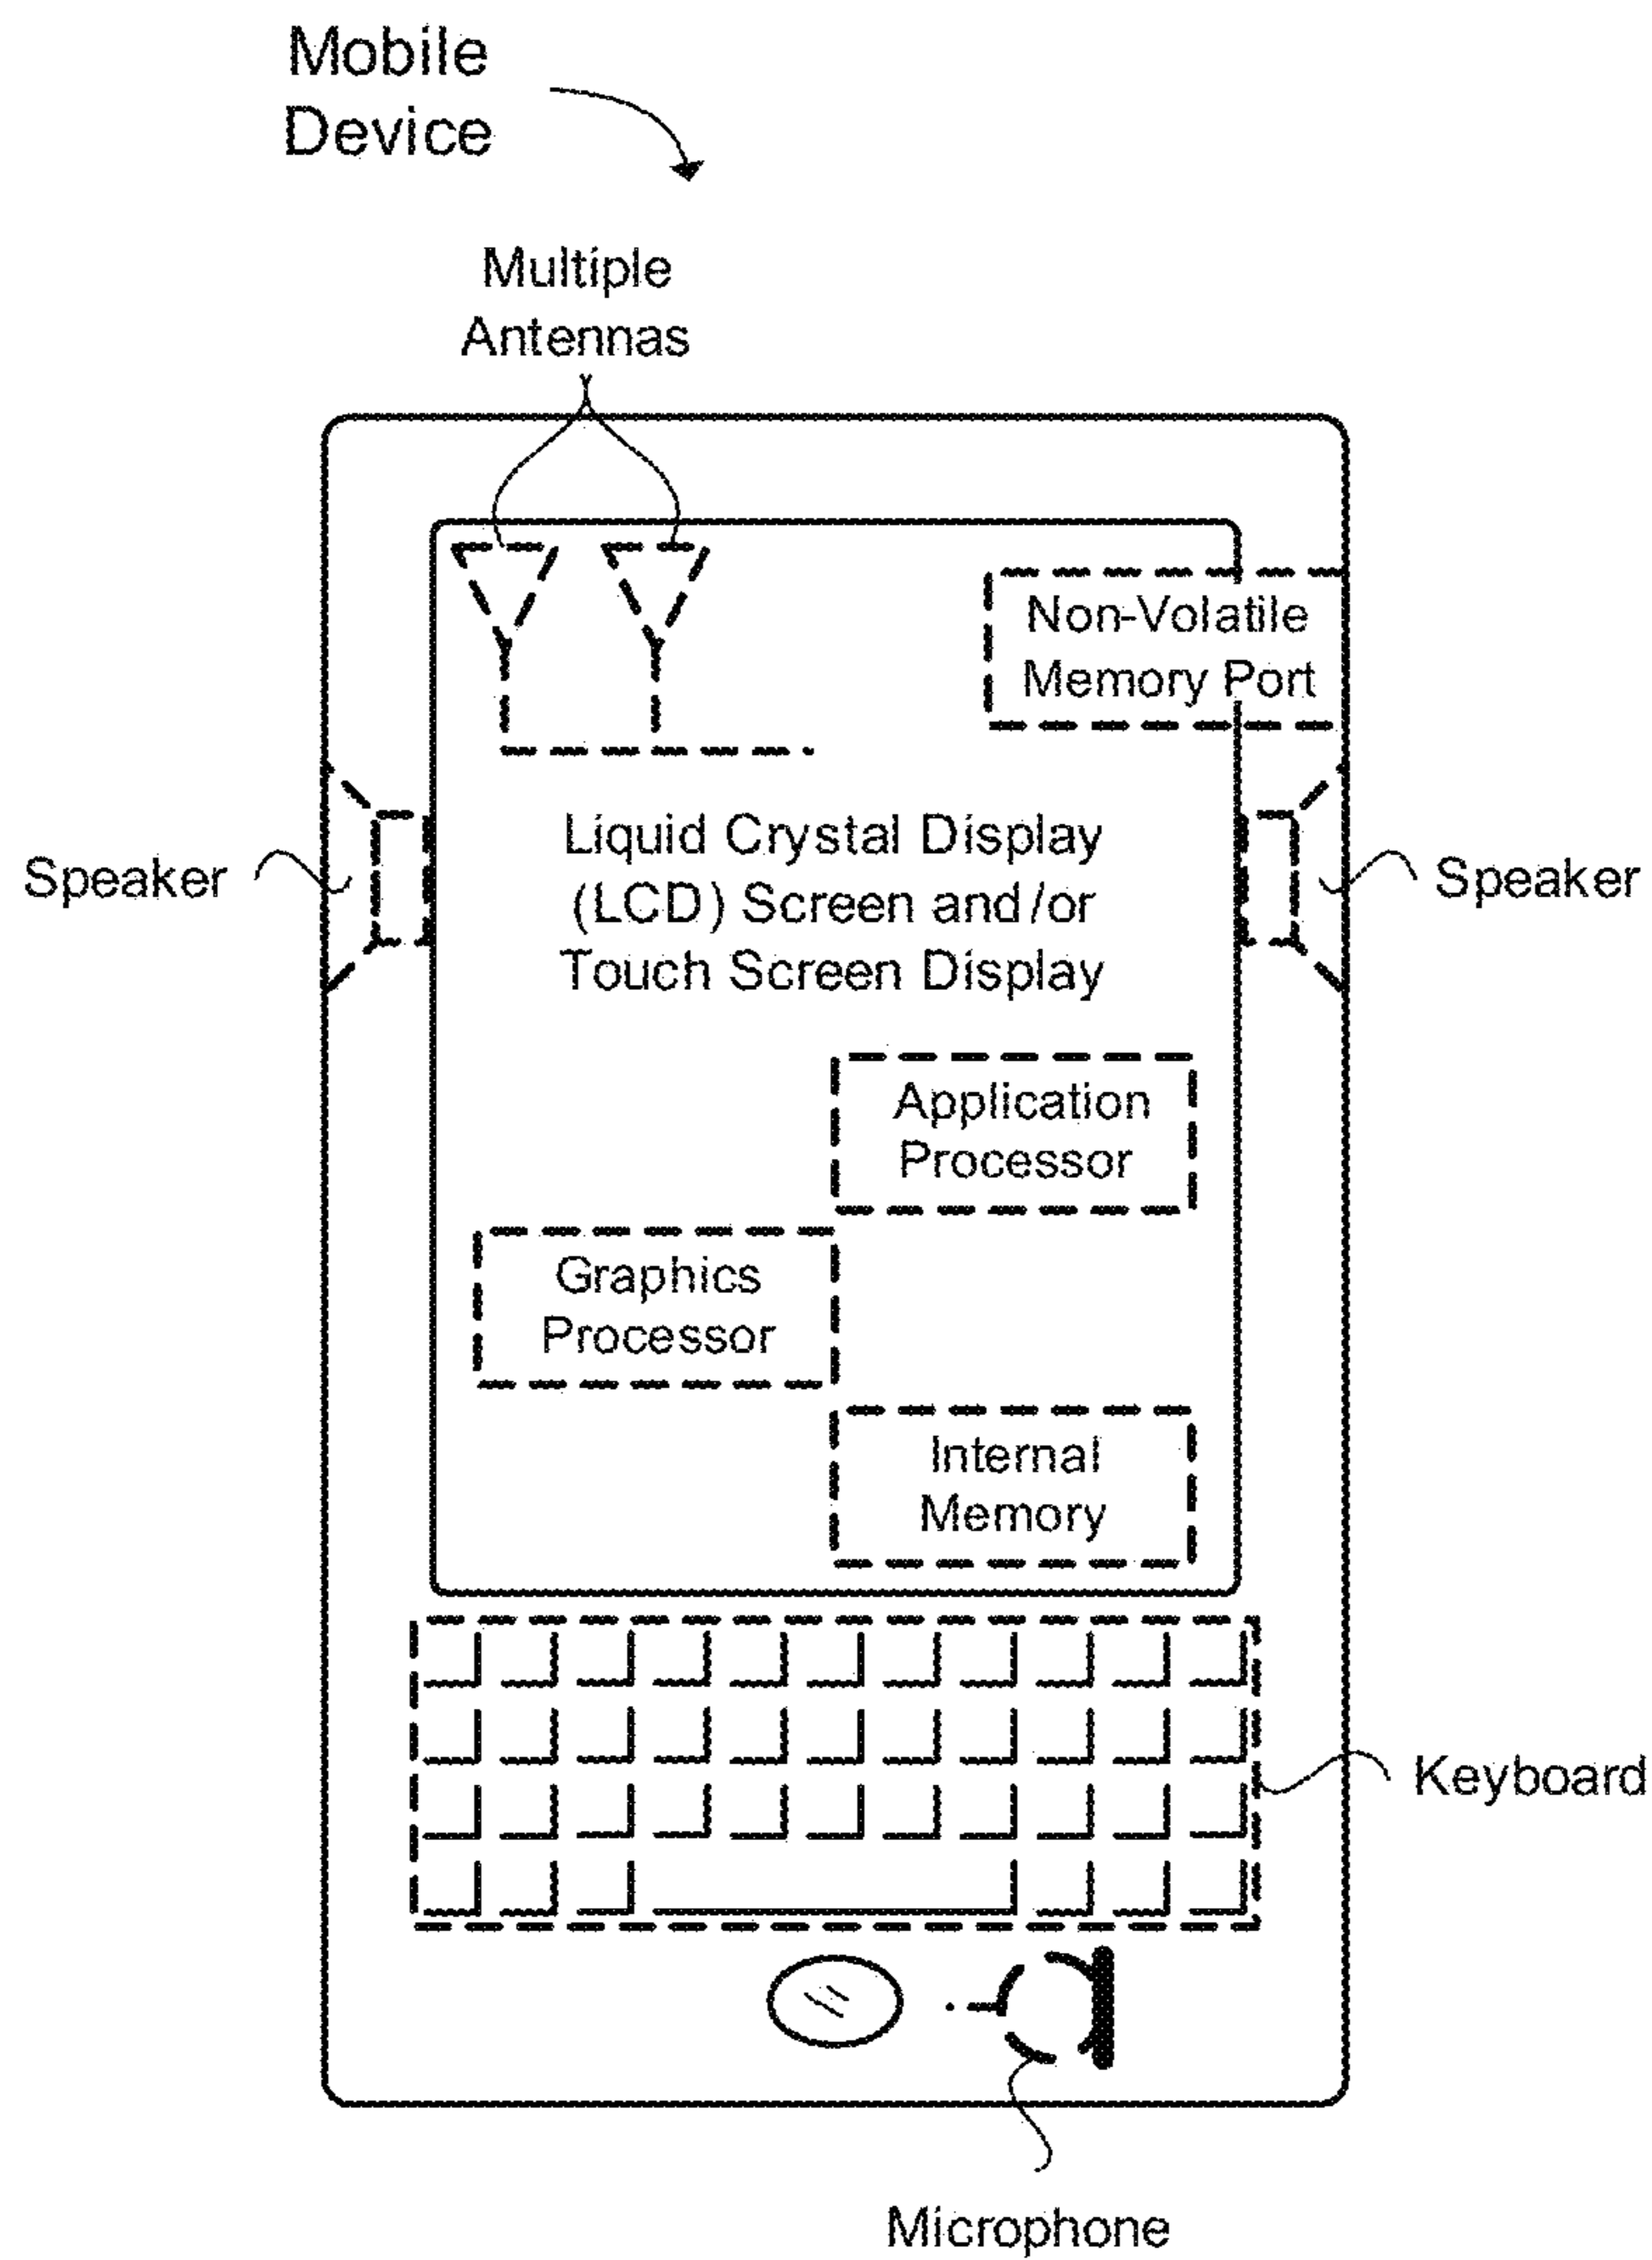 Mobile
Device
Multiple
Antennas
Non-Volatile
Memory Port
Speaker
Liquid Crystal Display
(LCD) Screen and/or
Touch Screen Display
Speaker
Application
Processor
Graphics
Processor
Internal
Memory
Keyboard
Microphone